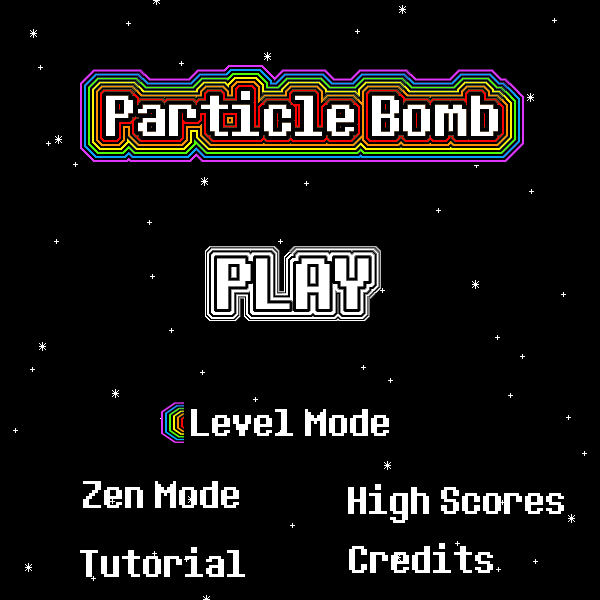 Particle Bomb
PLAY
Level Mode
Zen Mode
High Scores
Tutorial
Credits